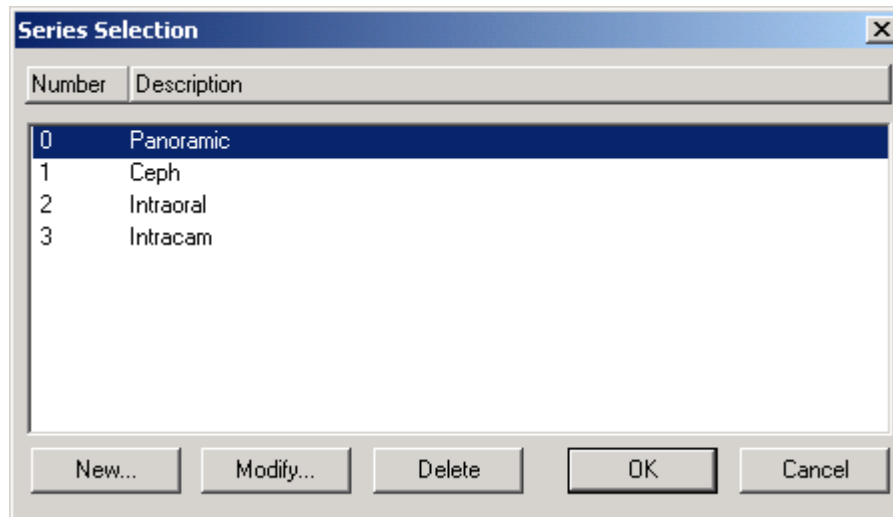 Series Selection
Number Description
0 Panoramic
1 Ceph
2 Intraoral
3 Intracam
New... Modify... Delete OK Cancel